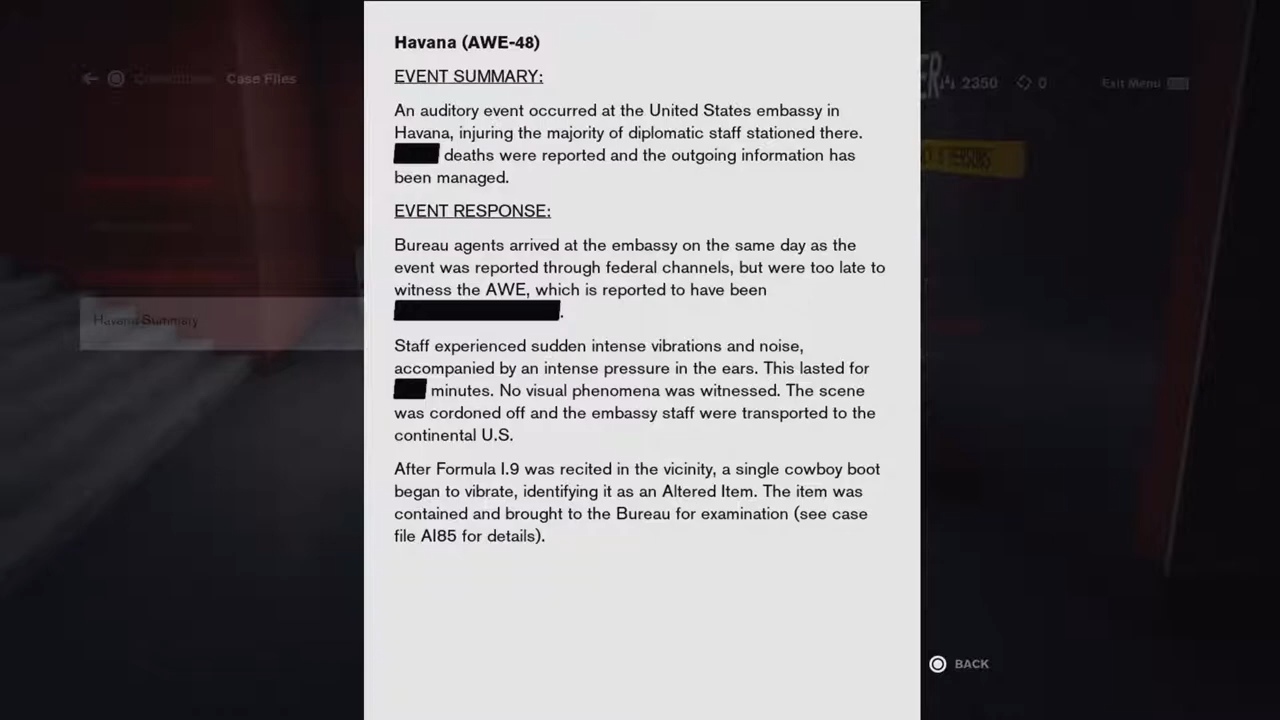 Havana (AWE-48)
Case Files
2350
0
Exit Menu
EVENT SUMMARY:
An auditory event occurred at the United States embassy in
Havana, injuring the majority of diplomatic staff stationed there.
deaths were reported and the outgoing information has
been managed.
EVENT RESPONSE:
Bureau agents arrived at the embassy on the same day as the
event was reported through federal channels, but were too late to
witness the AWE, which is reported to have been
.
Havana Summary
Staff experienced sudden intense vibrations and noise,
accompanied by an intense pressure in the ears. This lasted for
minutes. No visual phenomena was witnessed. The scene
was cordoned off and the embassy staff were transported to the
continental U.S.
After Formula I.9 was recited in the vicinity, a single cowboy boot
began to vibrate, identifying it as an Altered Item. The item was
contained and brought to the Bureau for examination (see case
file AI85 for details).
BACK